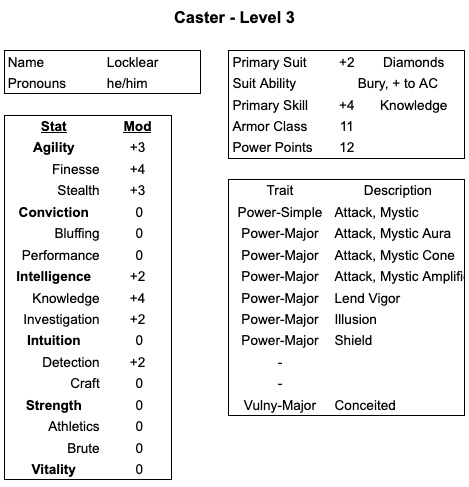 Caster - Level 3
Name Locklear
Pronouns he/him
Stat Mod
Agility +3
Finesse +4
Stealth +3
Conviction 0
Bluffing 0
Performance 0
Intelligence +2
Knowledge +4
Investigation +2
Intuition 0
Detection +2
Craft 0
Strength 0
Athletics 0
Brute 0
Vitality 0
Primary Suit +2 Diamonds
Suit Ability Bury, + to AC
Primary Skill +4 Knowledge
Armor Class 11
Power Points 12
Trait Description
Power-Simple Attack, Mystic
Power-Major Attack, Mystic Aura
Power-Major Attack, Mystic Cone
Power-Major Attack, Mystic Amplifi
Power-Major Lend Vigor
Power-Major Illusion
Power-Major Shield
-
-
Vulny-Major Conceited